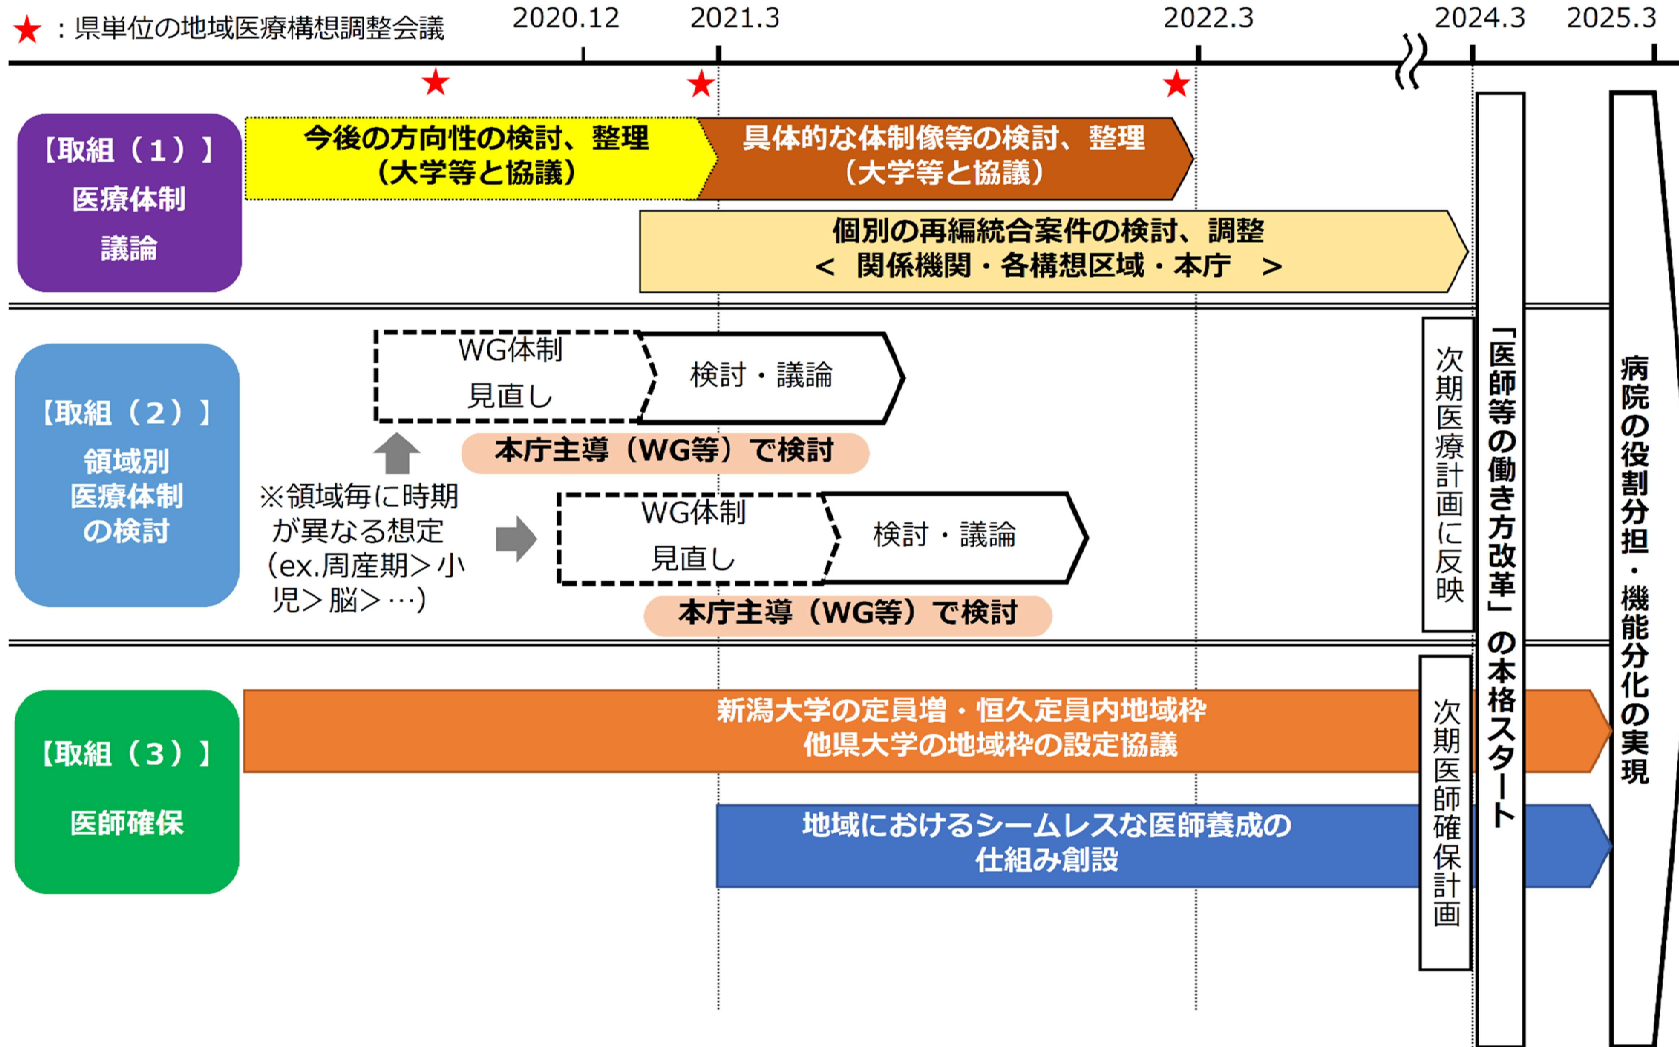 ★：県単位の地域医療構想調整会議
2020.12
2021.3
2022.3
2024.3
2025.3
【取組（１）】
医療体制
議論
今後の方向性の検討、整理
（大学等と協議）
具体的な体制像等の検討、整理
（大学等と協議）
個別の再編統合案件の検討、調整
＜ 関係機関・各構想区域・本庁 ＞
【取組（２）】
領域別
医療体制
の検討
WG体制
見直し
検討・議論
本庁主導（WG等）で検討
※領域毎に時期
が異なる想定
（ex.周産期＞小
児＞脳＞…）
WG体制
見直し
検討・議論
本庁主導（WG等）で検討
次期医療計画に反映
【取組（３）】
医師確保
新潟大学の定員増・恒久定員内地域枠
他県大学の地域枠の設定協議
地域におけるシームレスな医師養成の
仕組み創設
次期医師確保計画
「医師等の働き方改革」の本格スタート
病院の役割分担・機能分化の実現